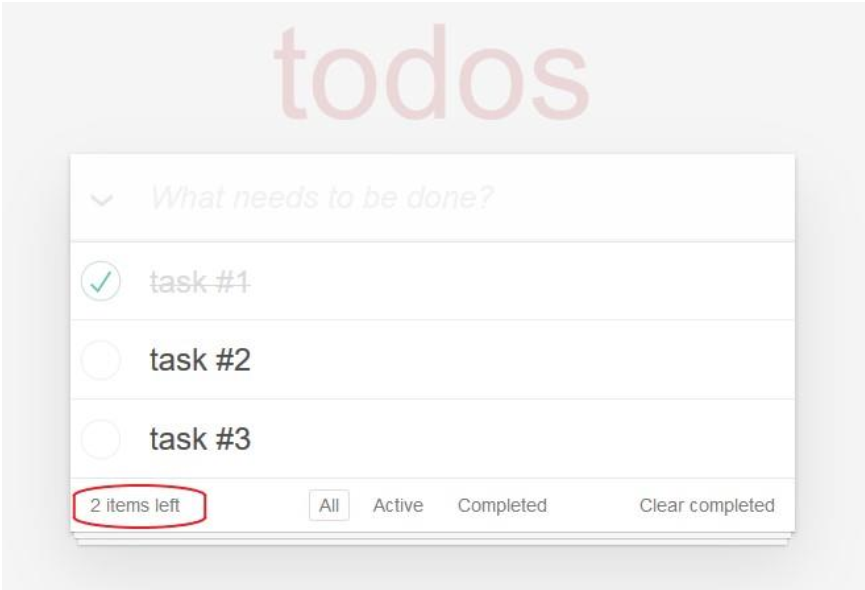 todos
What needs to be done?
task #1
task #2
task #3
2 items left All Active Completed Clear completed